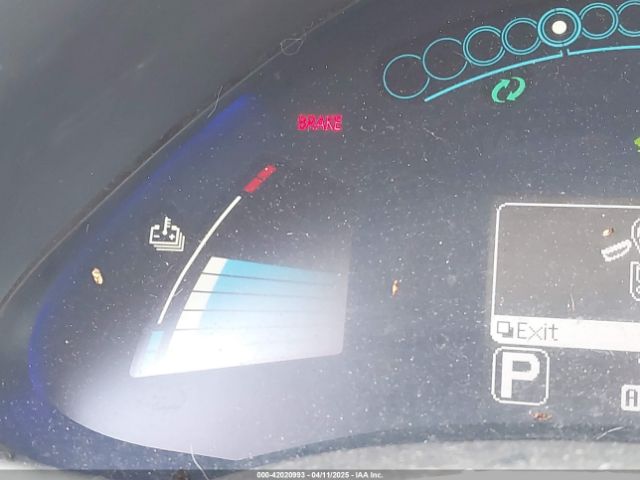 BRAKE
Exit
P
A
000-42020993 - 04/11/2025 - IAA Inc.